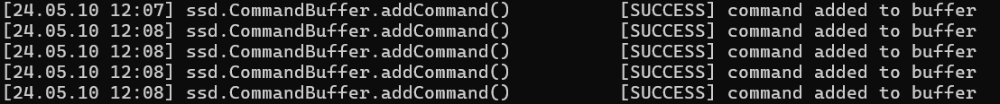 [24.05.10 12:07] ssd.CommandBuffer.addCommand() [SUCCESS] command added to buffer
[24.05.10 12:08] ssd.CommandBuffer.addCommand() [SUCCESS] command added to buffer
[24.05.10 12:08] ssd.CommandBuffer.addCommand() [SUCCESS] command added to buffer
[24.05.10 12:08] ssd.CommandBuffer.addCommand() [SUCCESS] command added to buffer
[24.05.10 12:08] ssd.CommandBuffer.addCommand() [SUCCESS] command added to buffer